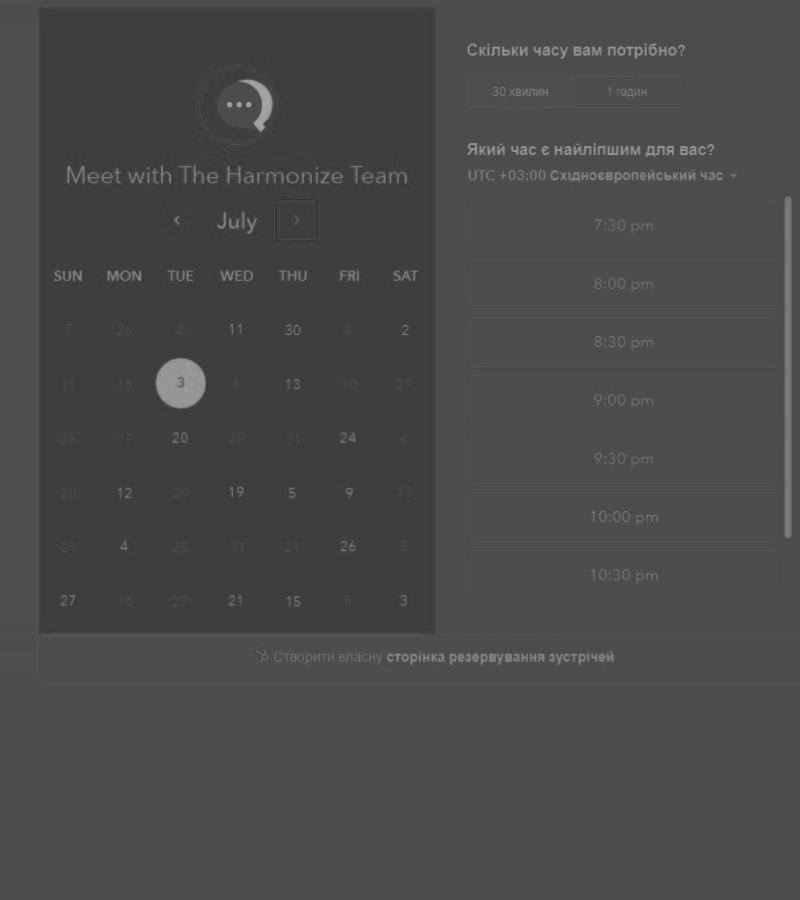 Meet with The Harmonize Team
July
SUN MON TUE WED THU FRI SAT
7 26 4 11 30 4 2
11 18 3 6 13 10 27
25 17 20 29 31 24 4
20 12 29 19 5 9 13
21 4 28 31 21 26 5
27 16 27 21 15 5 3
Скільки часу вам потрібно?
30 хвилин 1 годин
Який час є найліпшим для вас?
UTC +03:00 Східноєвропейський час
7:30 pm
8:00 pm
8:30 pm
9:00 pm
9:30 pm
10:00 pm
10:30 pm
Створити власну сторінка резервування зустрічей